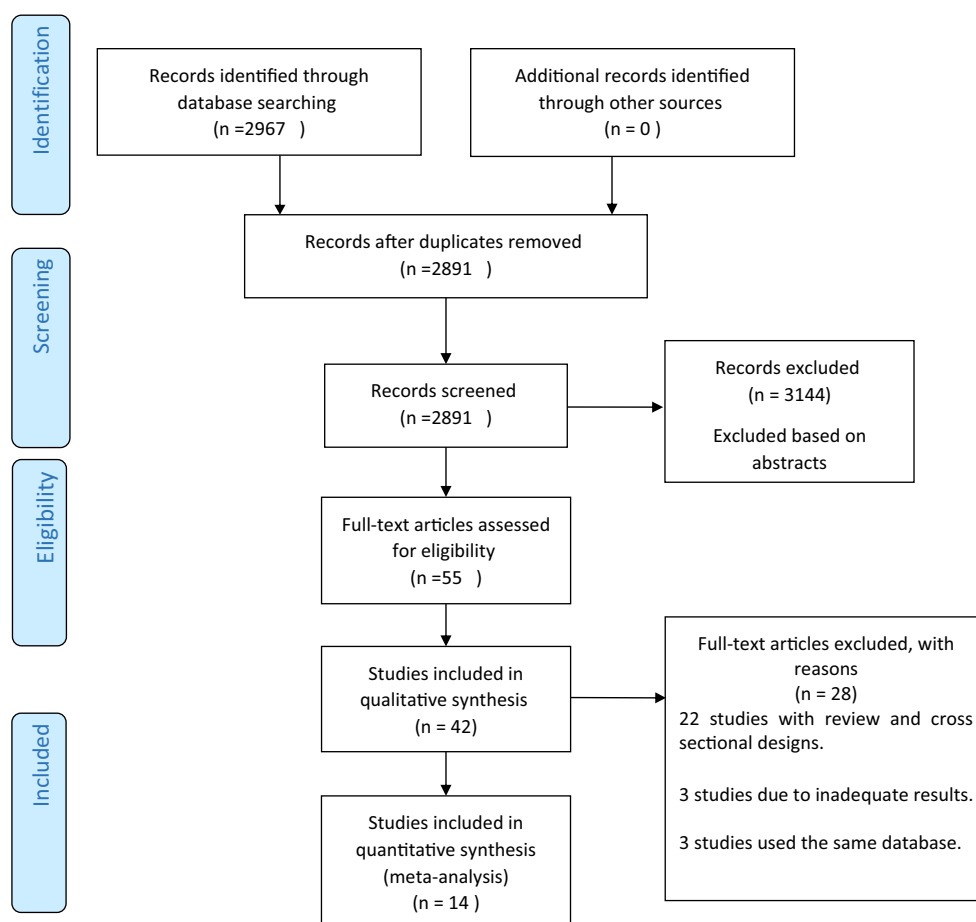 Identification
Records identified through
database searching
(n =2967 )
Additional records identified
through other sources
(n = 0 )
Records after duplicates removed
(n =2891 )
Screening
Records screened
(n =2891 )
Records excluded
(n = 3144)
Excluded based on
abstracts
Eligibility
Full-text articles assessed
for eligibility
(n =55 )
Studies included in
qualitative synthesis
(n = 42)
Full-text articles excluded, with
reasons
(n = 28)
22 studies with review and cross
sectional designs.
3 studies due to inadequate results.
3 studies used the same database.
Included
Studies included in
quantitative synthesis
(meta-analysis)
(n = 14 )